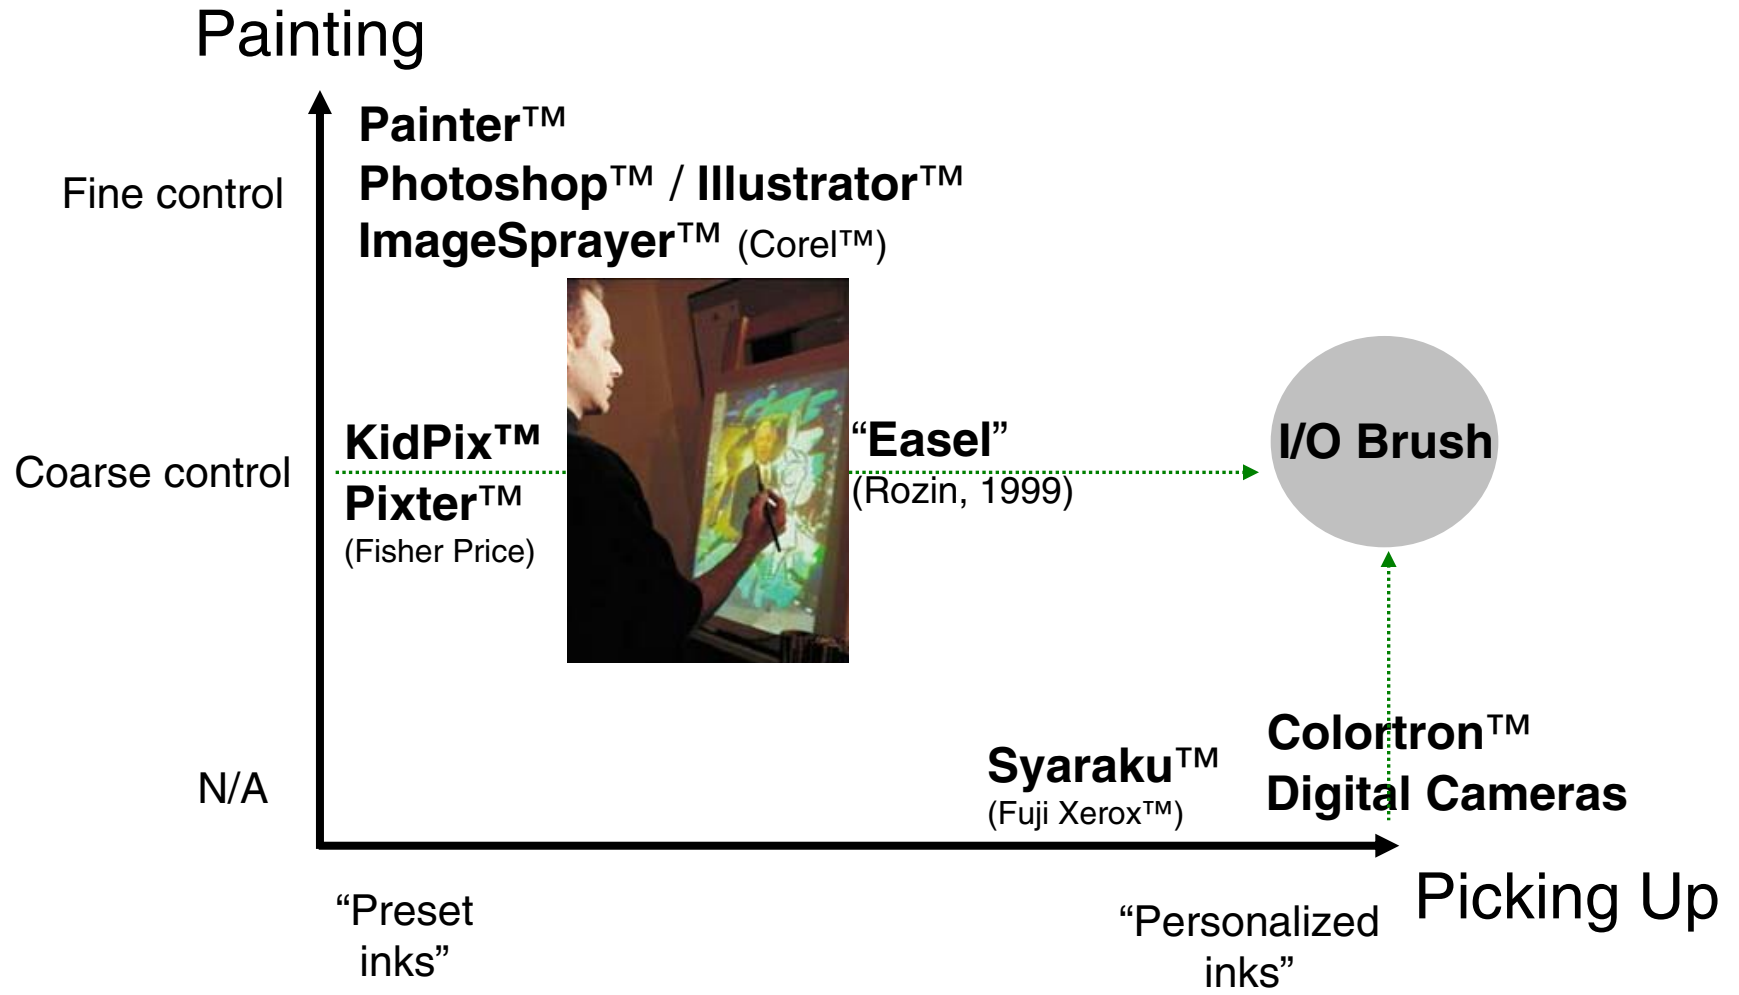 Painting
Painter™
Fine control
Photoshop™ / Illustrator™
ImageSprayer™ (Corel™)
KidPix™
“Easel”
I/O Brush
Coarse control
Pixter™
(Rozin, 1999)
(Fisher Price)
Colortron™
Syaraku™
N/A
Digital Cameras
(Fuji Xerox™)
Picking Up
“Preset
inks”
“Personalized
inks”